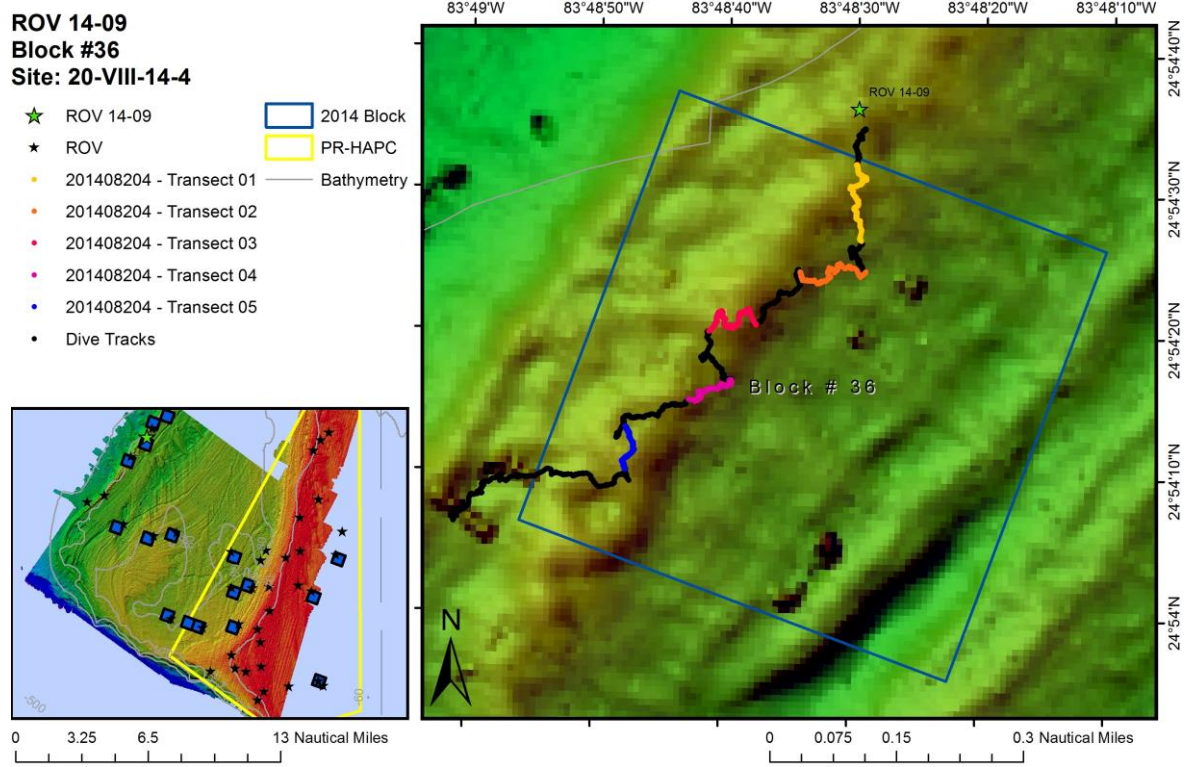 ROV 14-09
Block #36
Site: 20-VIII-14-4
ROV 14-09
ROV
201408204 - Transect 01
201408204 - Transect 02
201408204 - Transect 03
201408204 - Transect 04
201408204 - Transect 05
Dive Tracks
2014 Block
PR-HAPC
Bathymetry
83°49'W
83°48'50"W
83°48'40"W
83°48'30"W
83°48'20"W
83°48'10"W
24°54'40"N
24°54'30"N
24°54'20"N
24°54'10"N
24°54'N
ROV 14-09
Block # 36
N
-500
-60
0 3.25 6.5 13 Nautical Miles
0 0.075 0.15 0.3 Nautical Miles